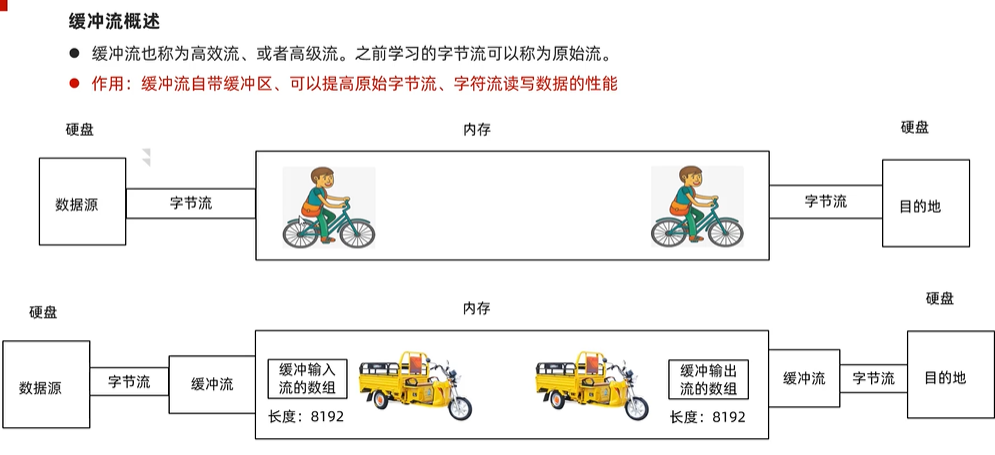 缓冲流概述
● 缓冲流也称为高效流、或者高级流。之前学习的字节流可以称为原始流。
● 作用：缓冲流自带缓冲区、可以提高原始字节流、字符流读写数据的性能
硬盘
内存
硬盘
数据源
字节流
字节流
目的地
硬盘
内存
硬盘
数据源
字节流
缓冲流
缓冲输入
流的数组
长度：8192
缓冲输出
流的数组
长度：8192
缓冲流
字节流
目的地